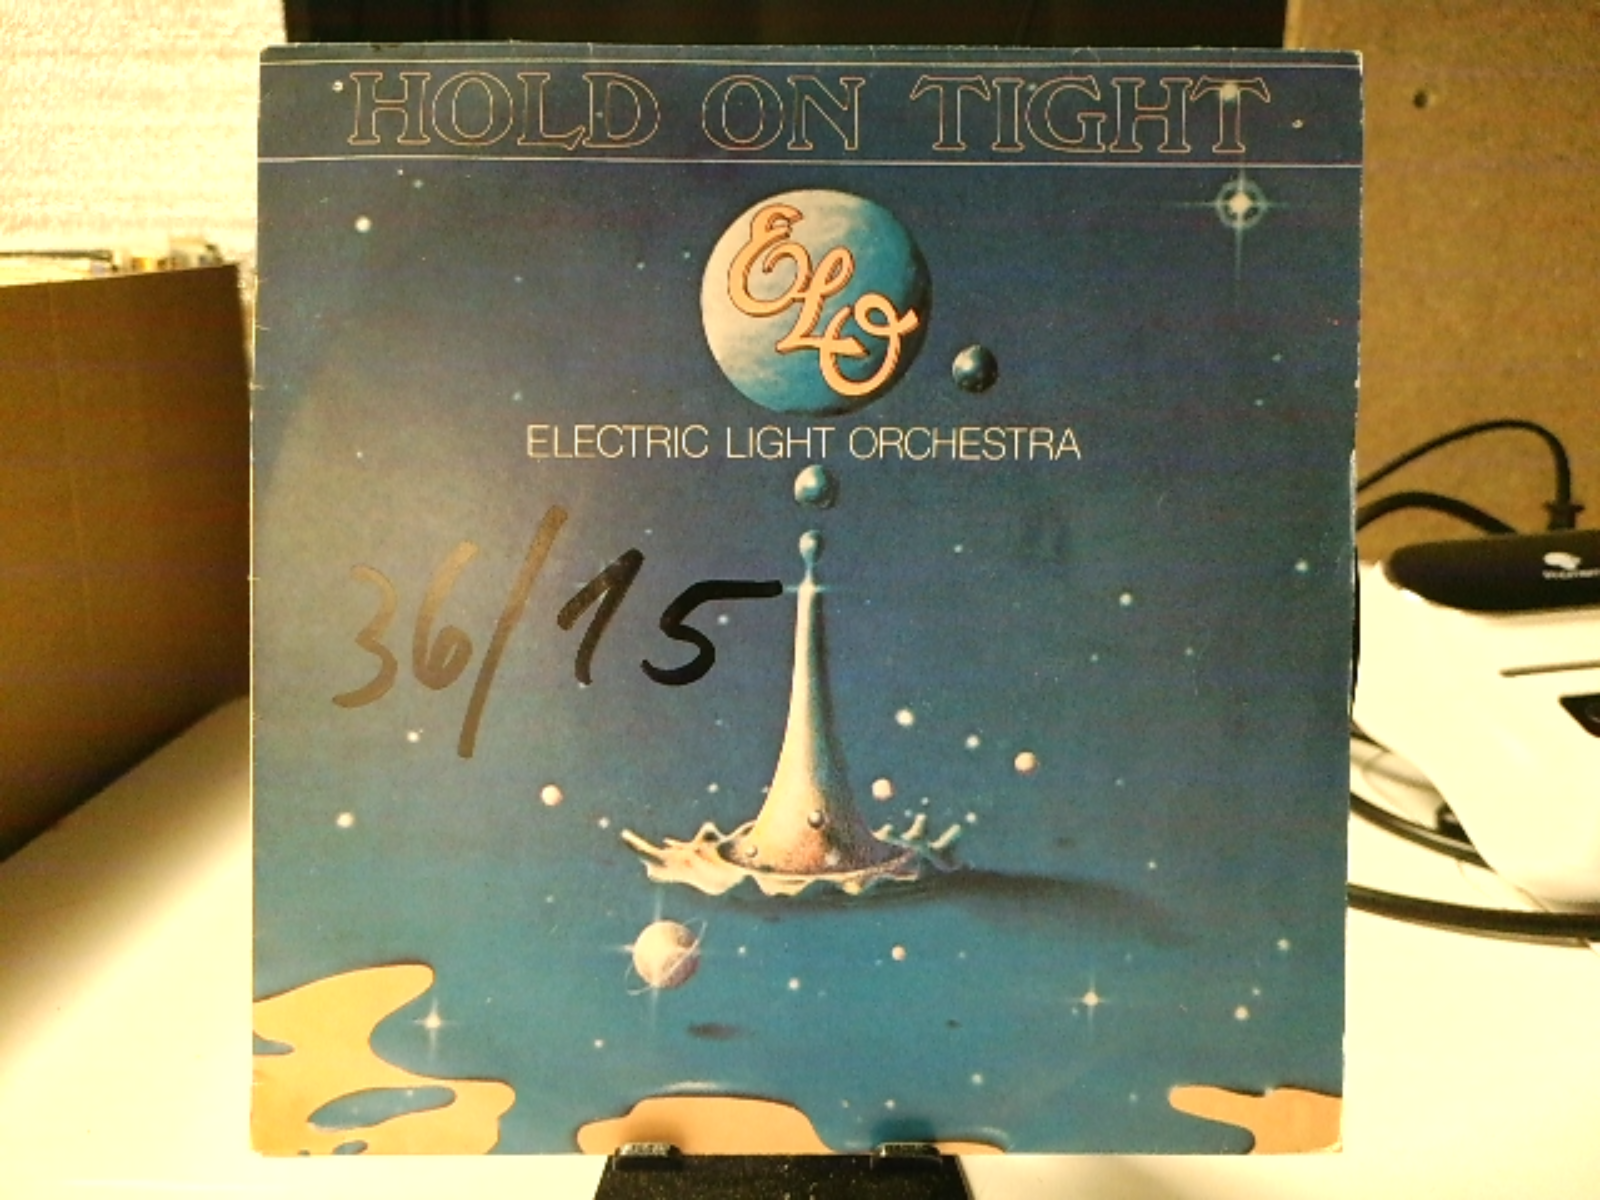 HOLD ON TIGHT
ELO
ELECTRIC LIGHT ORCHESTRA
36/15